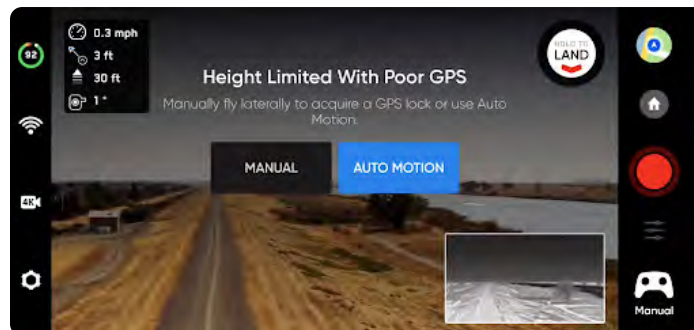 92
0.3 mph
3 ft
30 ft
1°
HOLD TO
LAND
Height Limited With Poor GPS
Manually fly laterally to acquire a GPS lock or use Auto
Motion.
MANUAL
AUTO MOTION
4K
Manual